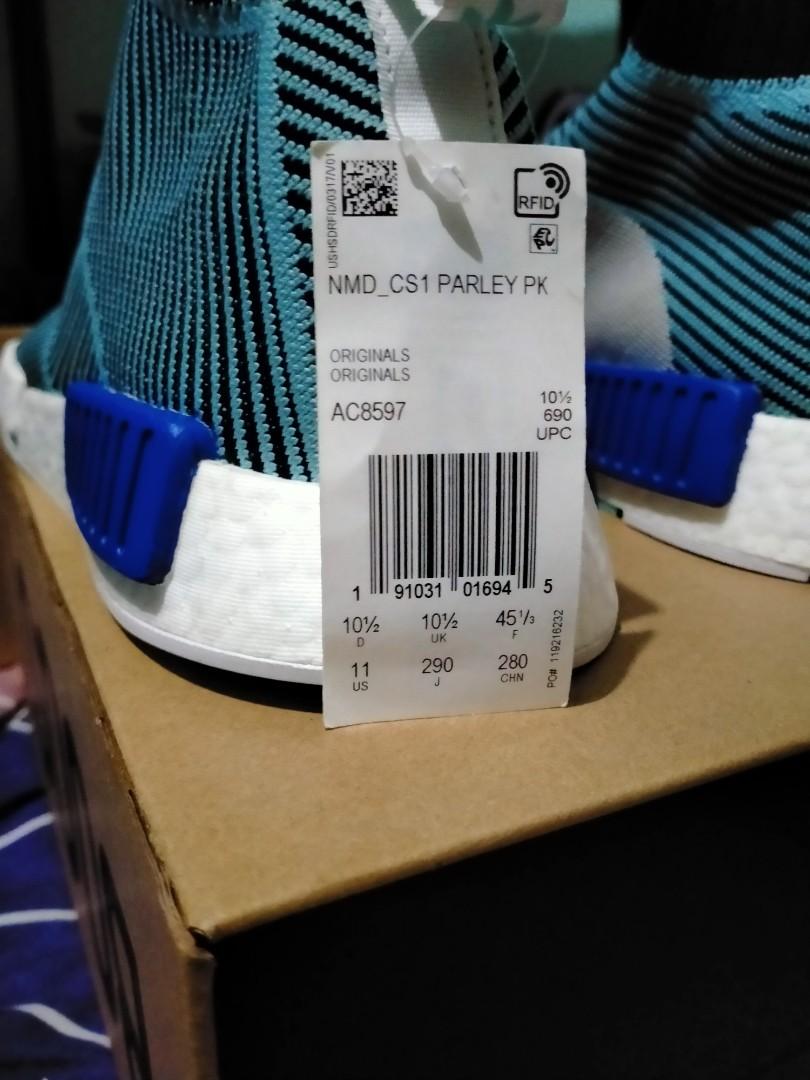 USHSDRFID/0317/V01
RFID
NMD_CS1 PARLEY PK
ORIGINALS
ORIGINALS
AC8597
10½
690
UPC
1 91031 01694 5
10½ 10½ 45¹/₃
D UK F
11 290 280
US J CHN
PO# 119216232